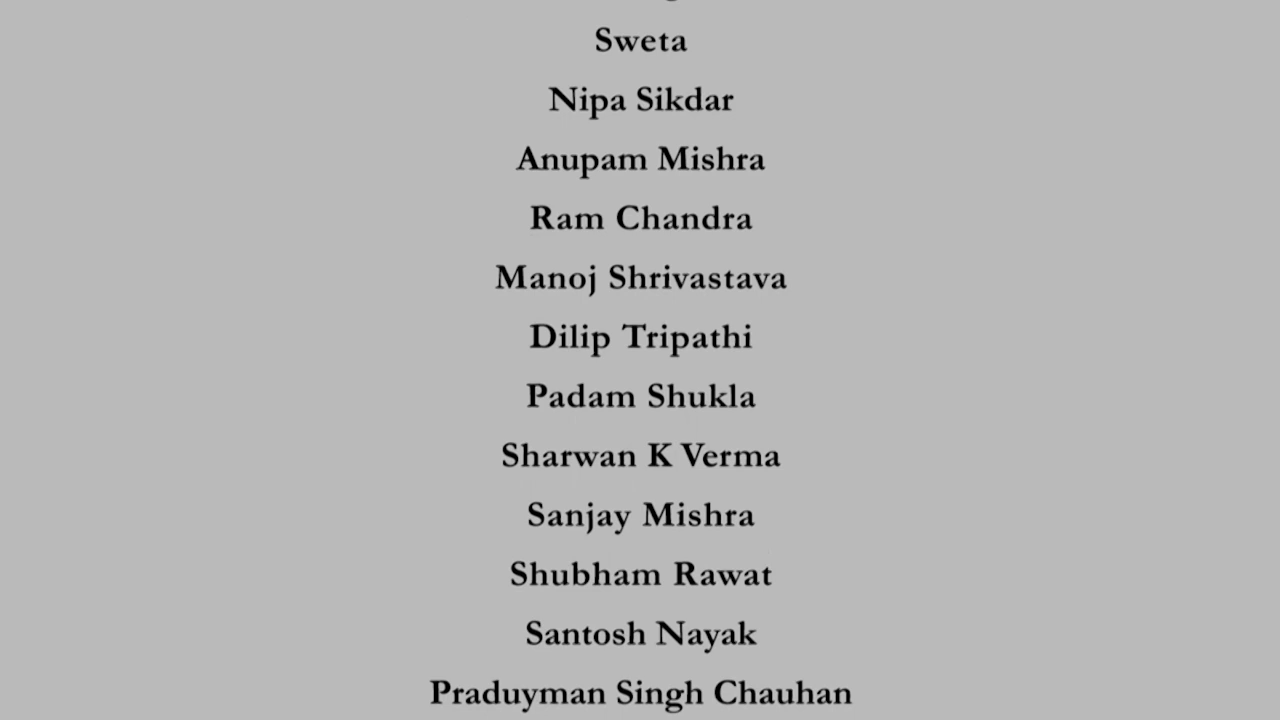 Sweta
Nipa Sikdar
Anupam Mishra
Ram Chandra
Manoj Shrivastava
Dilip Tripathi
Padam Shukla
Sharwan K Verma
Sanjay Mishra
Shubham Rawat
Santosh Nayak
Praduyman Singh Chauhan